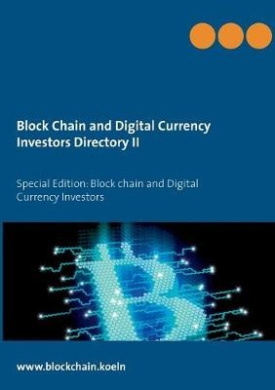 Block Chain and Digital Currency
Investors Directory II
Special Edition: Block chain and Digital
Currency Investors
www.blockchain.koeln